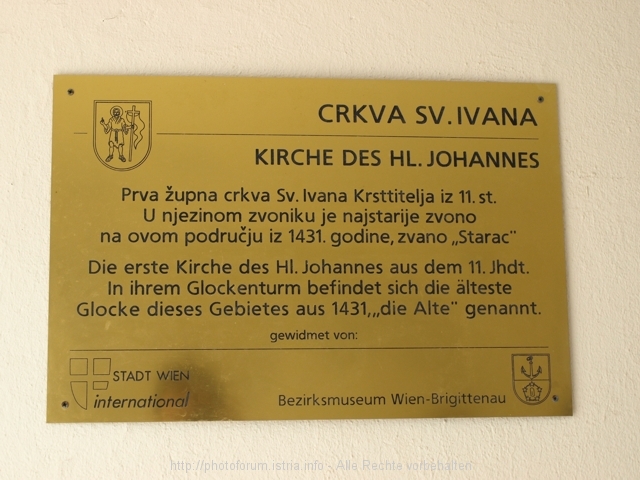 CRKVA SV. IVANA
KIRCHE DES HL. JOHANNES
Prva župna crkva Sv. Ivana Krsttitelja iz 11. st.
U njezinom zvoniku je najstarije zvono
na ovom području iz 1431. godine, zvano „Starac"
Die erste Kirche des Hl. Johannes aus dem 11. Jhdt.
In ihrem Glockenturm befindet sich die älteste
Glocke dieses Gebietes aus 1431,„die Alte" genannt.
gewidmet von:
STADT WIEN
international
Bezirksmuseum Wien-Brigittenau
http://photoforum.istria.info - Alle Rechte vorbehalten?